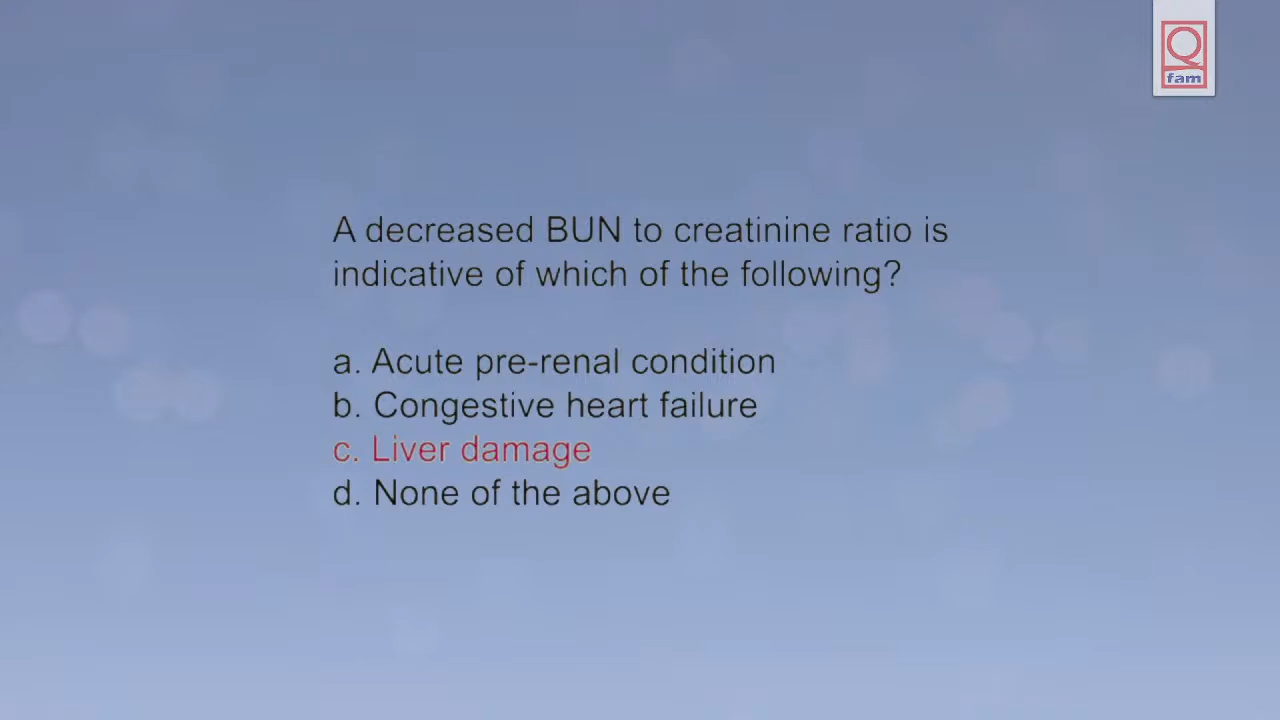 Q
fam
A decreased BUN to creatinine ratio is
indicative of which of the following?
a. Acute pre-renal condition
b. Congestive heart failure
c. Liver damage
d. None of the above